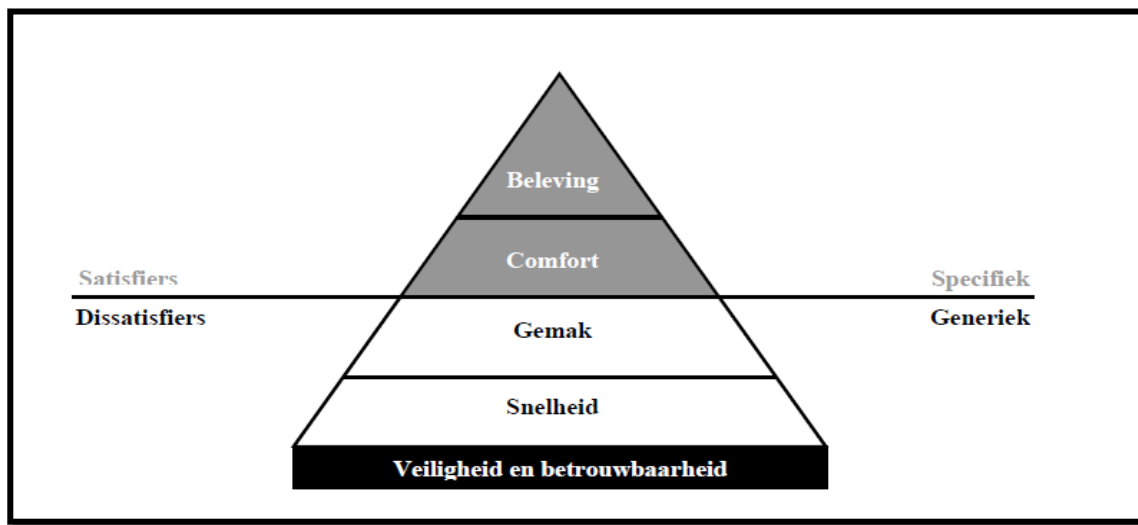 Beleving
Comfort
Satisfiers
Specifiek
Dissatisfiers
Generiek
Gemak
Snelheid
Veiligheid en betrouwbaarheid